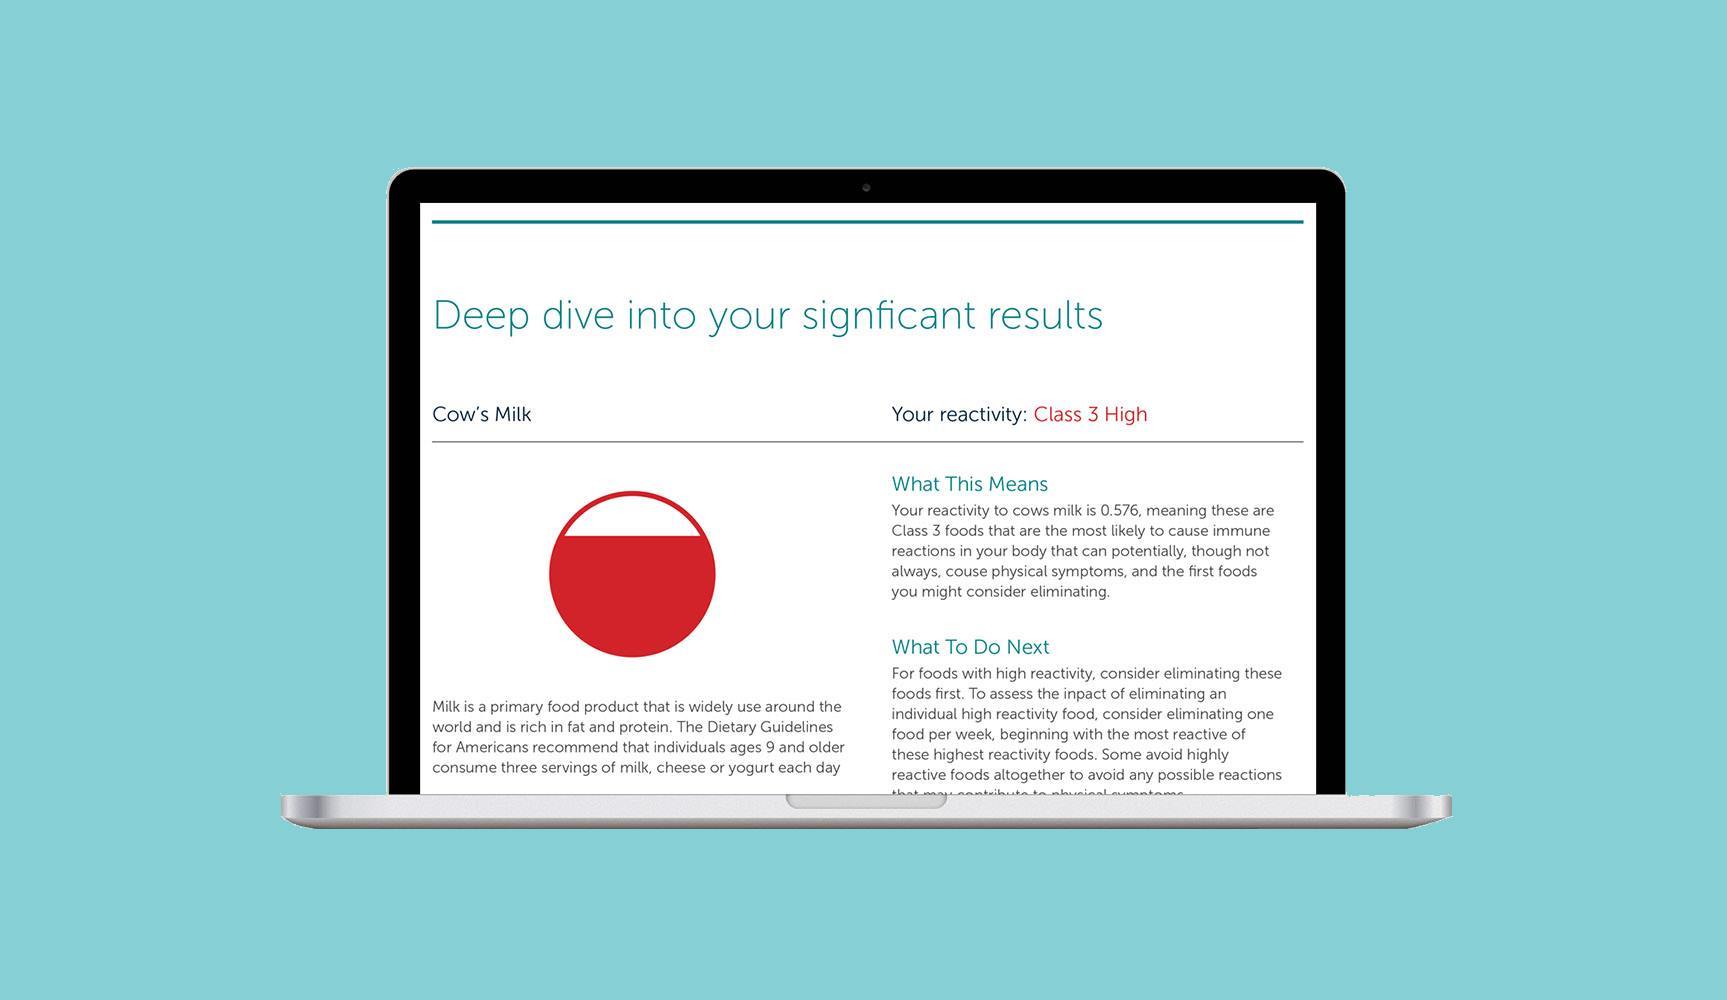 Deep dive into your signficant results
Cow's Milk
Your reactivity: Class 3 High
Milk is a primary food product that is widely use around the
world and is rich in fat and protein. The Dietary Guidelines
for Americans recommend that individuals ages 9 and older
consume three servings of milk, cheese or yogurt each day
What This Means
Your reactivity to cows milk is 0.576, meaning these are
Class 3 foods that are the most likely to cause immune
reactions in your body that can potentially, though not
always, couse physical symptoms, and the first foods
you might consider eliminating.
What To Do Next
For foods with high reactivity, consider eliminating these
foods first. To assess the inpact of eliminating an
individual high reactivity food, consider eliminating one
food per week, beginning with the most reactive of
these highest reactivity foods. Some avoid highly
reactive foods altogether to avoid any possible reactions
that may contribute to physical symptoms